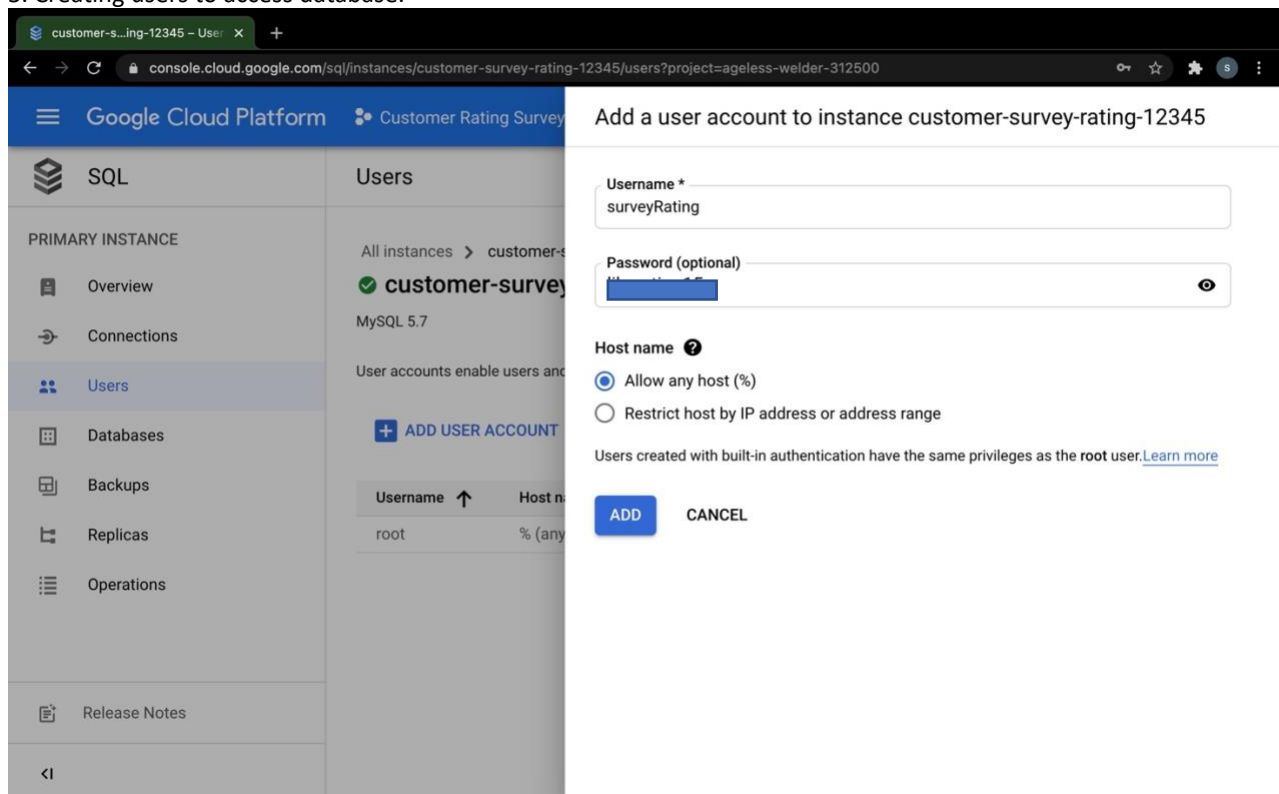 customer-s...ing-12345 – User
console.cloud.google.com/sql/instances/customer-survey-rating-12345/users?project=ageless-welder-312500
s
Google Cloud Platform
Customer Rating Survey
SQL
PRIMARY INSTANCE
Overview
Connections
Users
Databases
Backups
Replicas
Operations
Release Notes
Users
All instances > customer-s
customer-survey
MySQL 5.7
User accounts enable users and
ADD USER ACCOUNT
Username Host n
root % (any
Add a user account to instance customer-survey-rating-12345
Username *
surveyRating
Password (optional)
Host name
Allow any host (%)
Restrict host by IP address or address range
Users created with built-in authentication have the same privileges as the root user.Learn more
ADD CANCEL